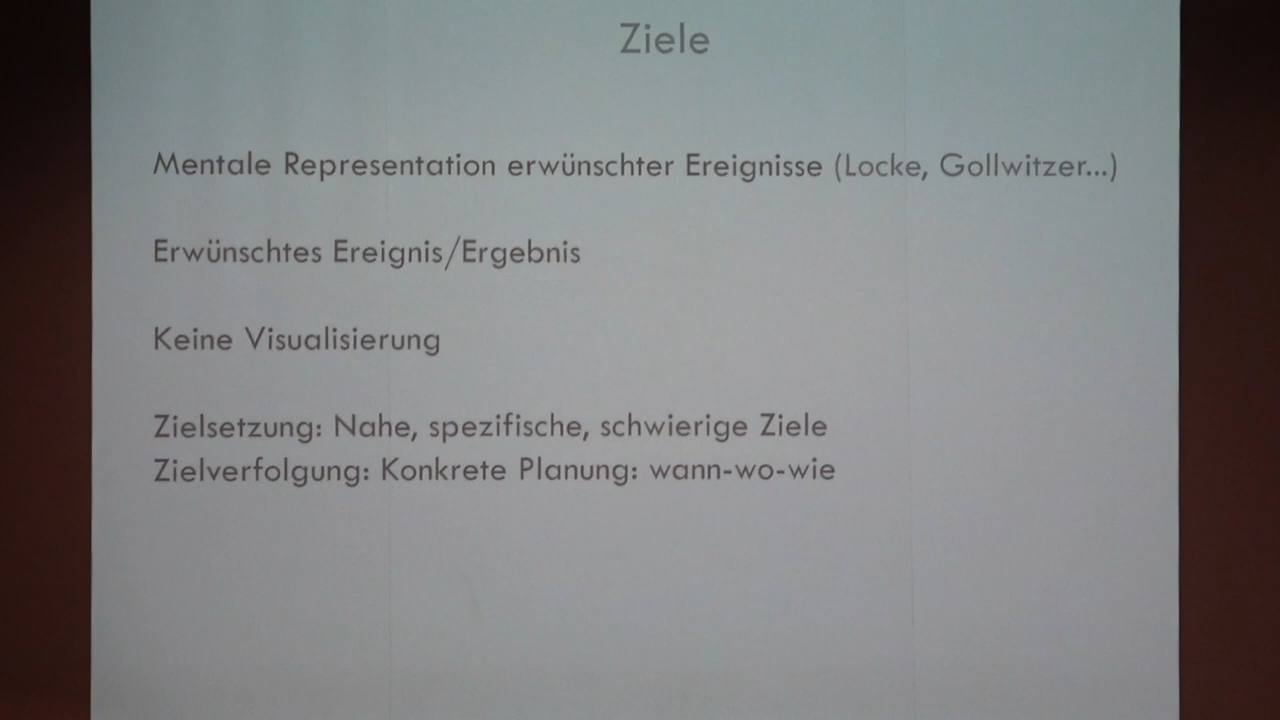 Ziele
Mentale Representation erwünschter Ereignisse (Locke, Gollwitzer...)
Erwünschtes Ereignis/Ergebnis
Keine Visualisierung
Zielsetzung: Nahe, spezifische, schwierige Ziele
Zielverfolgung: Konkrete Planung: wann-wo-wie